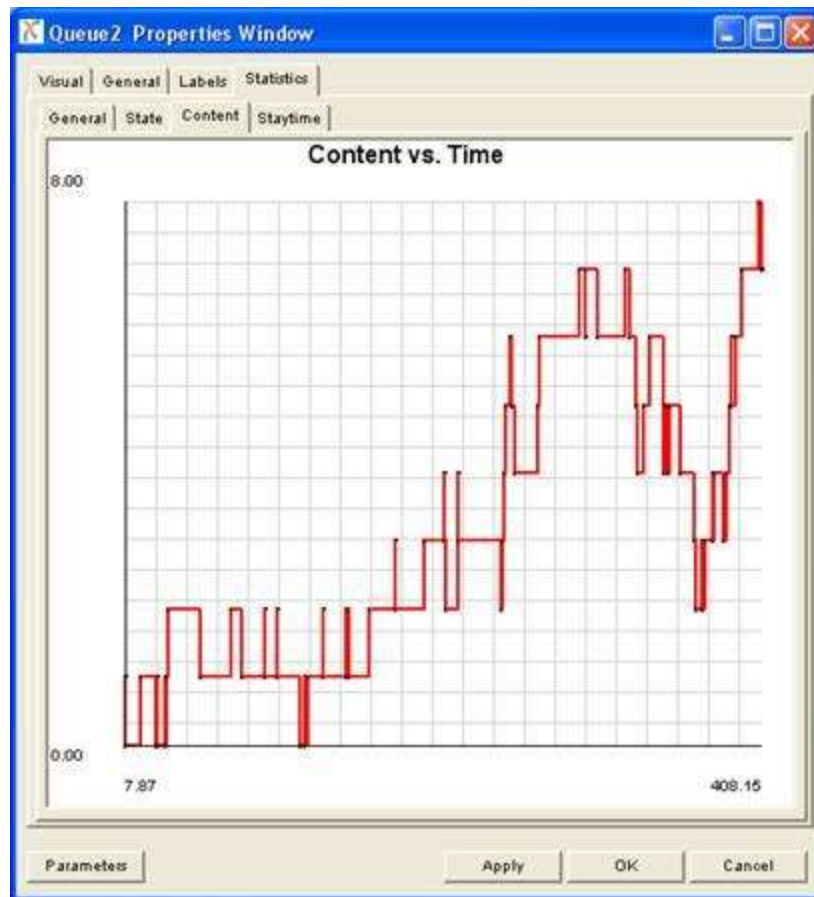 Queue2 Properties Window
Visual General Labels Statistics
General State Content Staytime
Content vs. Time
8.00
0.00
7.87 408.15
Parameters Apply OK Cancel